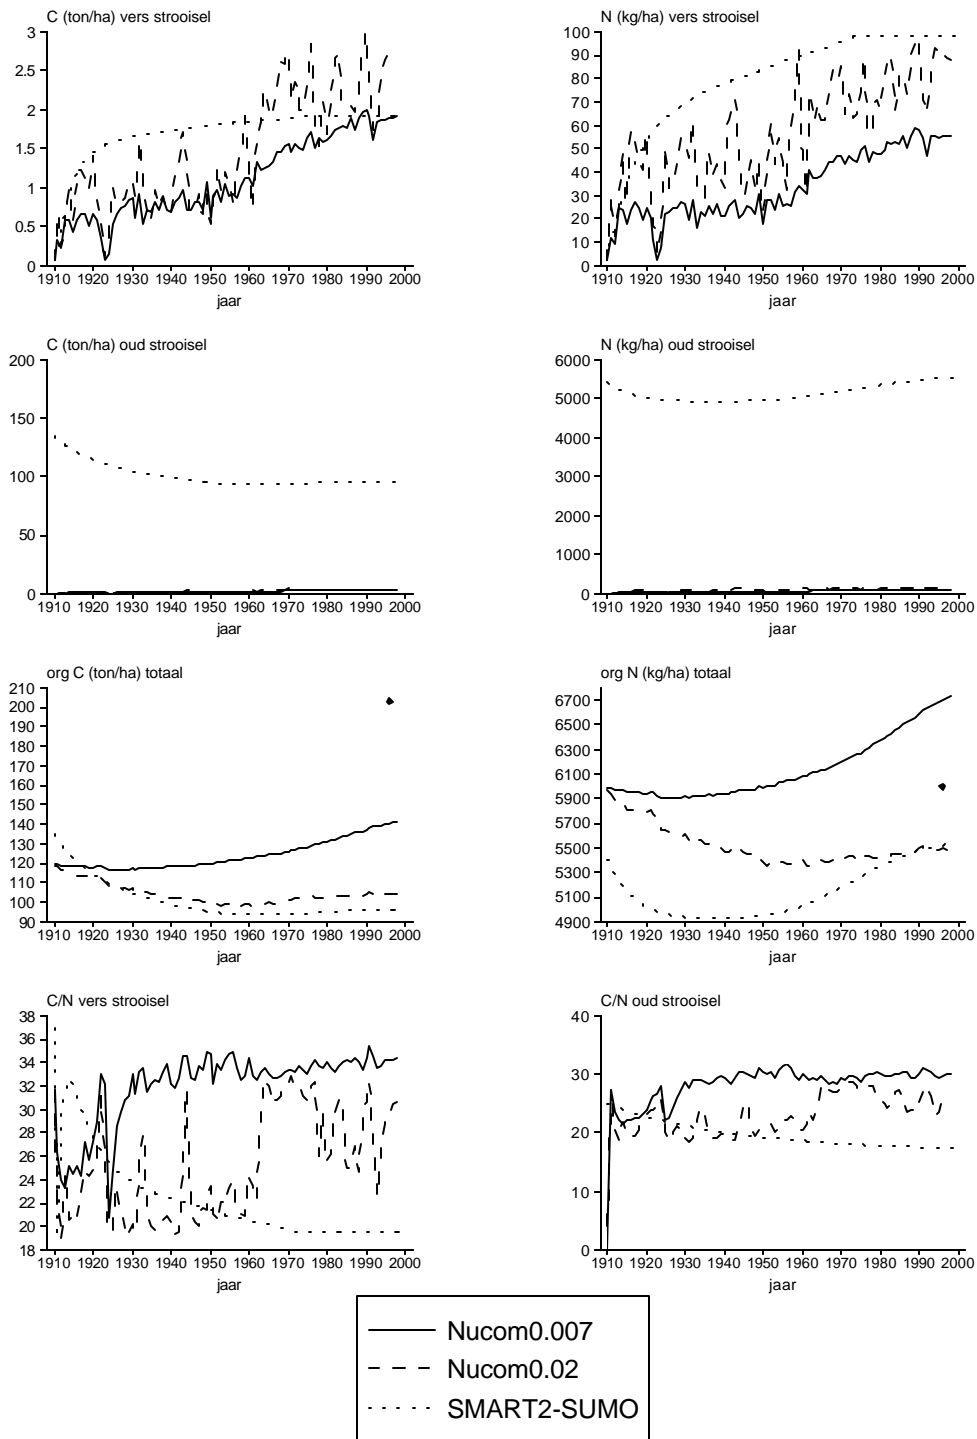 C (ton/ha) vers strooisel
3
2.5
2
1.5
1
0.5
0
1910 1920 1930 1940 1950 1960 1970 1980 1990 2000
jaar
N (kg/ha) vers strooisel
100
90
80
70
60
50
40
30
20
10
0
1910 1920 1930 1940 1950 1960 1970 1980 1990 2000
jaar
C (ton/ha) oud strooisel
200
150
100
50
0
1910 1920 1930 1940 1950 1960 1970 1980 1990 2000
jaar
N (kg/ha) oud strooisel
6000
5000
4000
3000
2000
1000
0
1910 1920 1930 1940 1950 1960 1970 1980 1990 2000
jaar
org C (ton/ha) totaal
210
200
190
180
170
160
150
140
130
120
110
100
90
1910 1920 1930 1940 1950 1960 1970 1980 1990 2000
jaar
org N (kg/ha) totaal
6700
6500
6300
6100
5900
5700
5500
5300
5100
4900
1910 1920 1930 1940 1950 1960 1970 1980 1990 2000
jaar
C/N vers strooisel
38
36
34
32
30
28
26
24
22
20
18
1910 1920 1930 1940 1950 1960 1970 1980 1990 2000
jaar
C/N oud strooisel
40
30
20
10
0
1910 1920 1930 1940 1950 1960 1970 1980 1990 2000
jaar
Nucom0.007
Nucom0.02
SMART2-SUMO